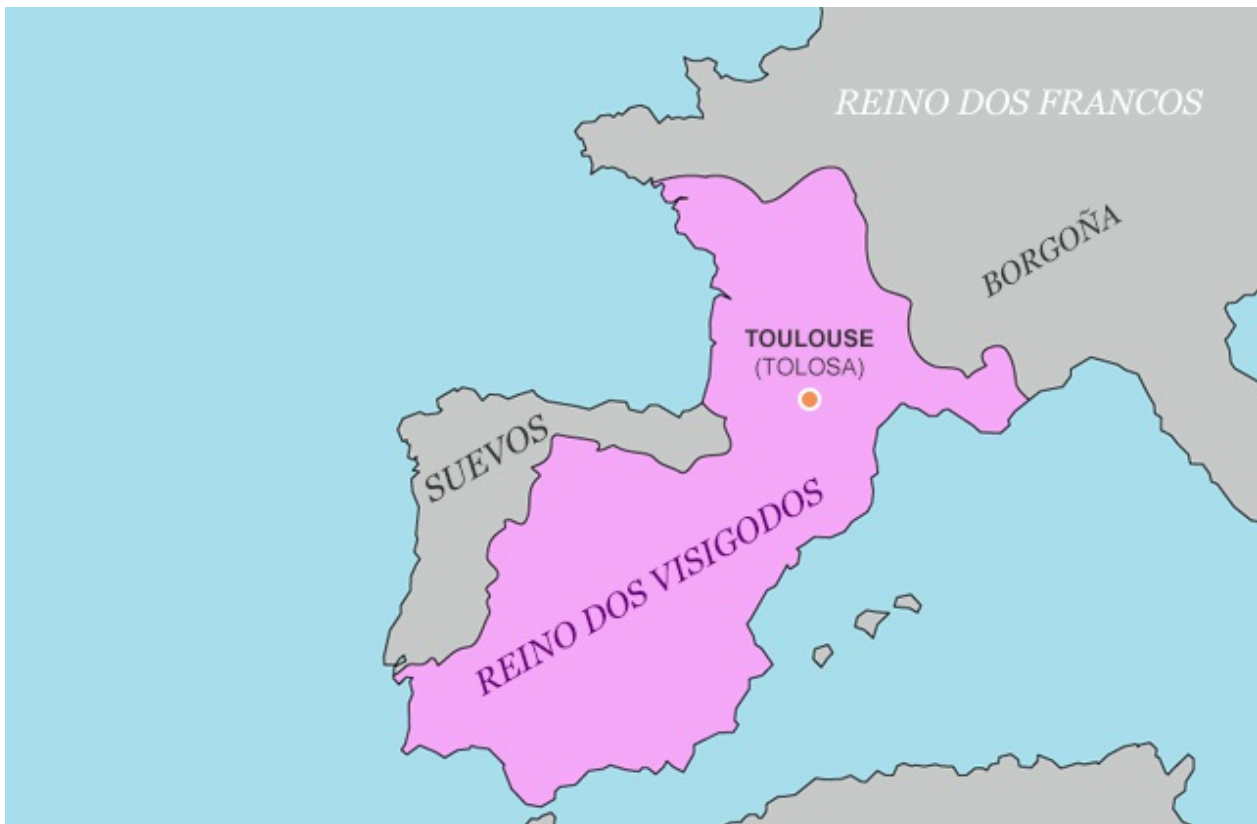 REINO DOS FRANCOS
BORGOÑA
TOULOUSE
(TOLOSA)
SUEVOS
REINO DOS VISIGODOS